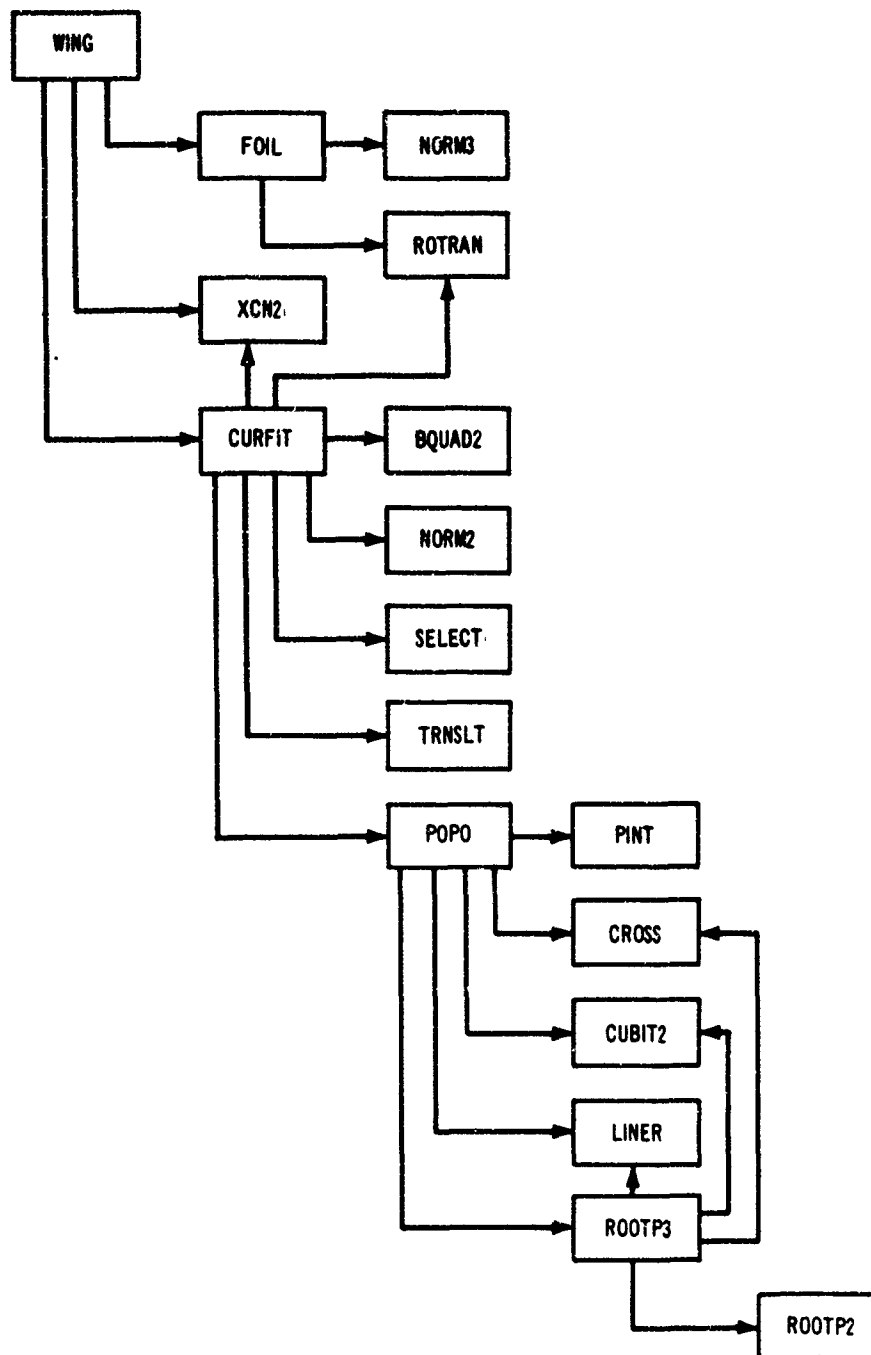 WING
FOIL
NORM3
ROTRAN
XCN2
CURFIT
BQUAD2
NORM2
SELECT
TRNSLT
POPO
PINT
CROSS
CUBIT2
LINER
ROOTP3
ROOTP2